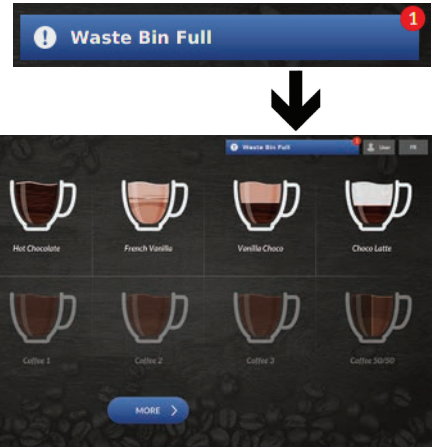 Waste Bin Full
1
Waste Bin Full
1
User
FR
Hot Chocolate
French Vanilla
Vanilla Choco
Choco Latte
Coffee 1
Coffee 2
Coffee 3
Coffee 50/50
MORE